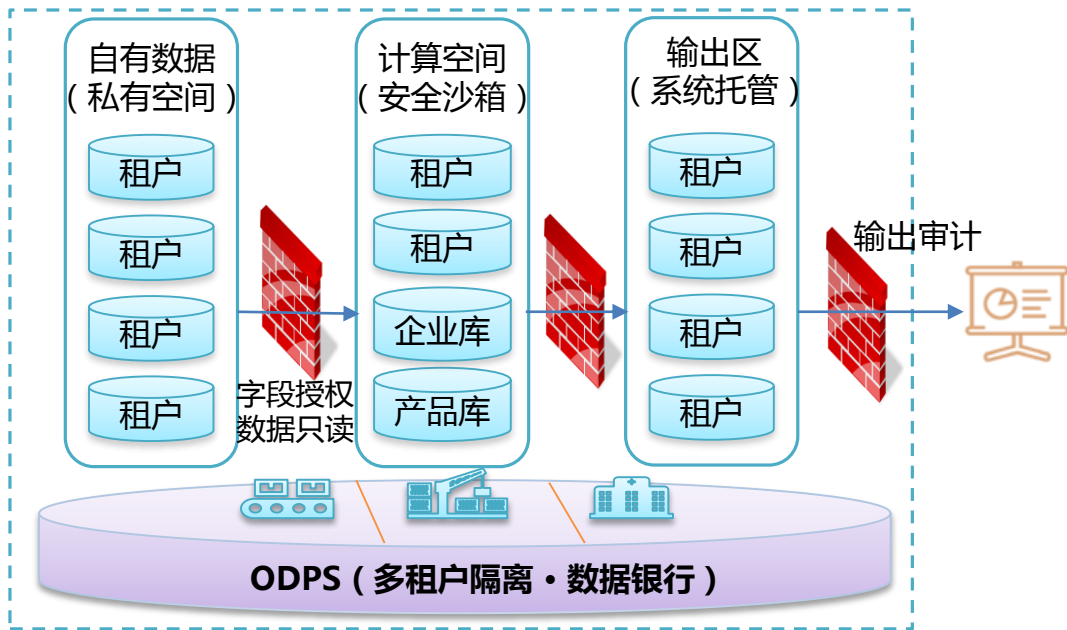 自有数据
（私有空间）
租户
租户
租户
租户
字段授权
数据只读
计算空间
（安全沙箱）
租户
租户
企业库
产品库
输出区
（系统托管）
租户
租户
租户
租户
输出审计
ODPS（多租户隔离·数据银行）